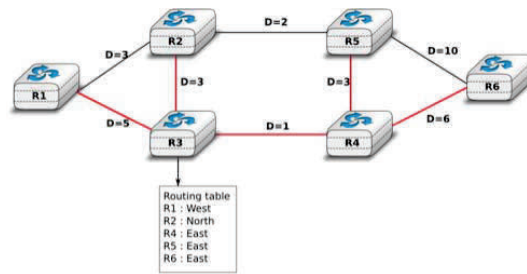 D=2
R2
R5
D=3
D=10
R1
D=3
D=3
R6
D=5
D=1
D=6
R3
R4
Routing table
R1 : West
R2 : North
R4 : East
R5 : East
R6 : East